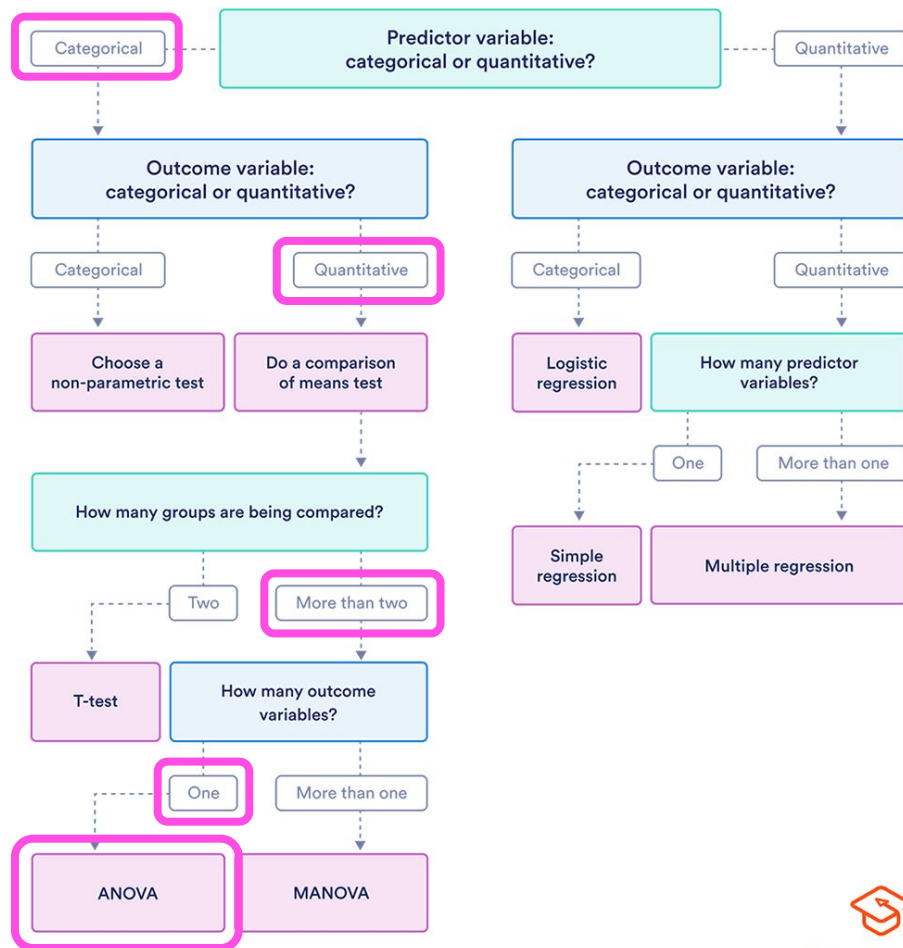 Categorical
Predictor variable:
categorical or quantitative?
Quantitative
Outcome variable:
categorical or quantitative?
Categorical
Quantitative
Choose a
non-parametric test
Do a comparison
of means test
How many groups are being compared?
Two
More than two
T-test
How many outcome
variables?
One
More than one
ANOVA
MANOVA
Outcome variable:
categorical or quantitative?
Categorical
Quantitative
Logistic
regression
How many predictor
variables?
One
More than one
Simple
regression
Multiple regression